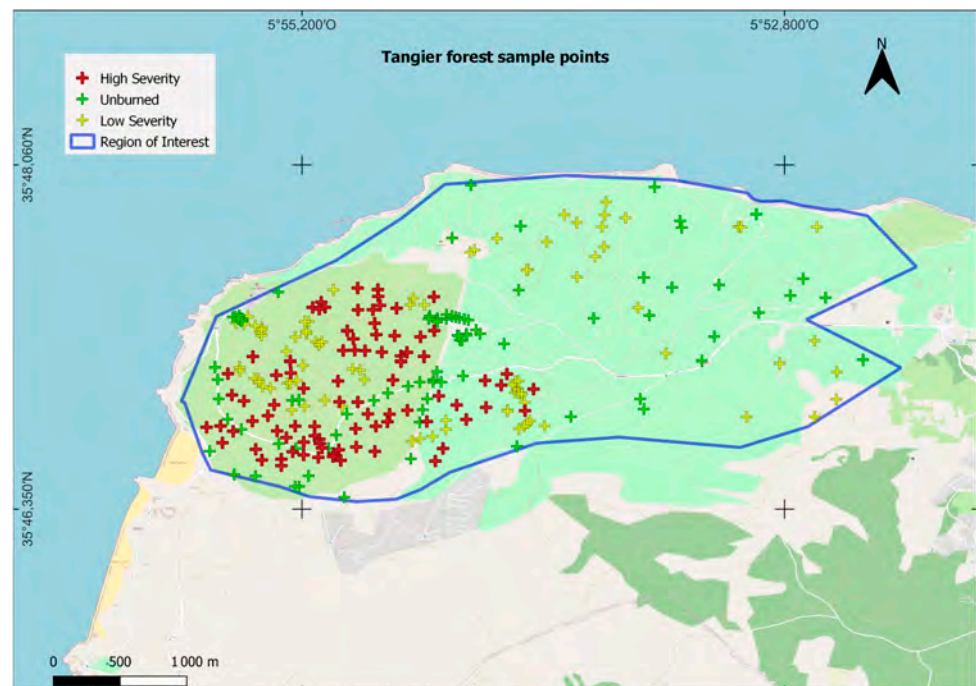 5°55,200'O
5°52,800'O
Tangier forest sample points
N
High Severity
Unburned
Low Severity
Region of Interest
35°48,060'N
35°46,350'N
0 500 1 000 m